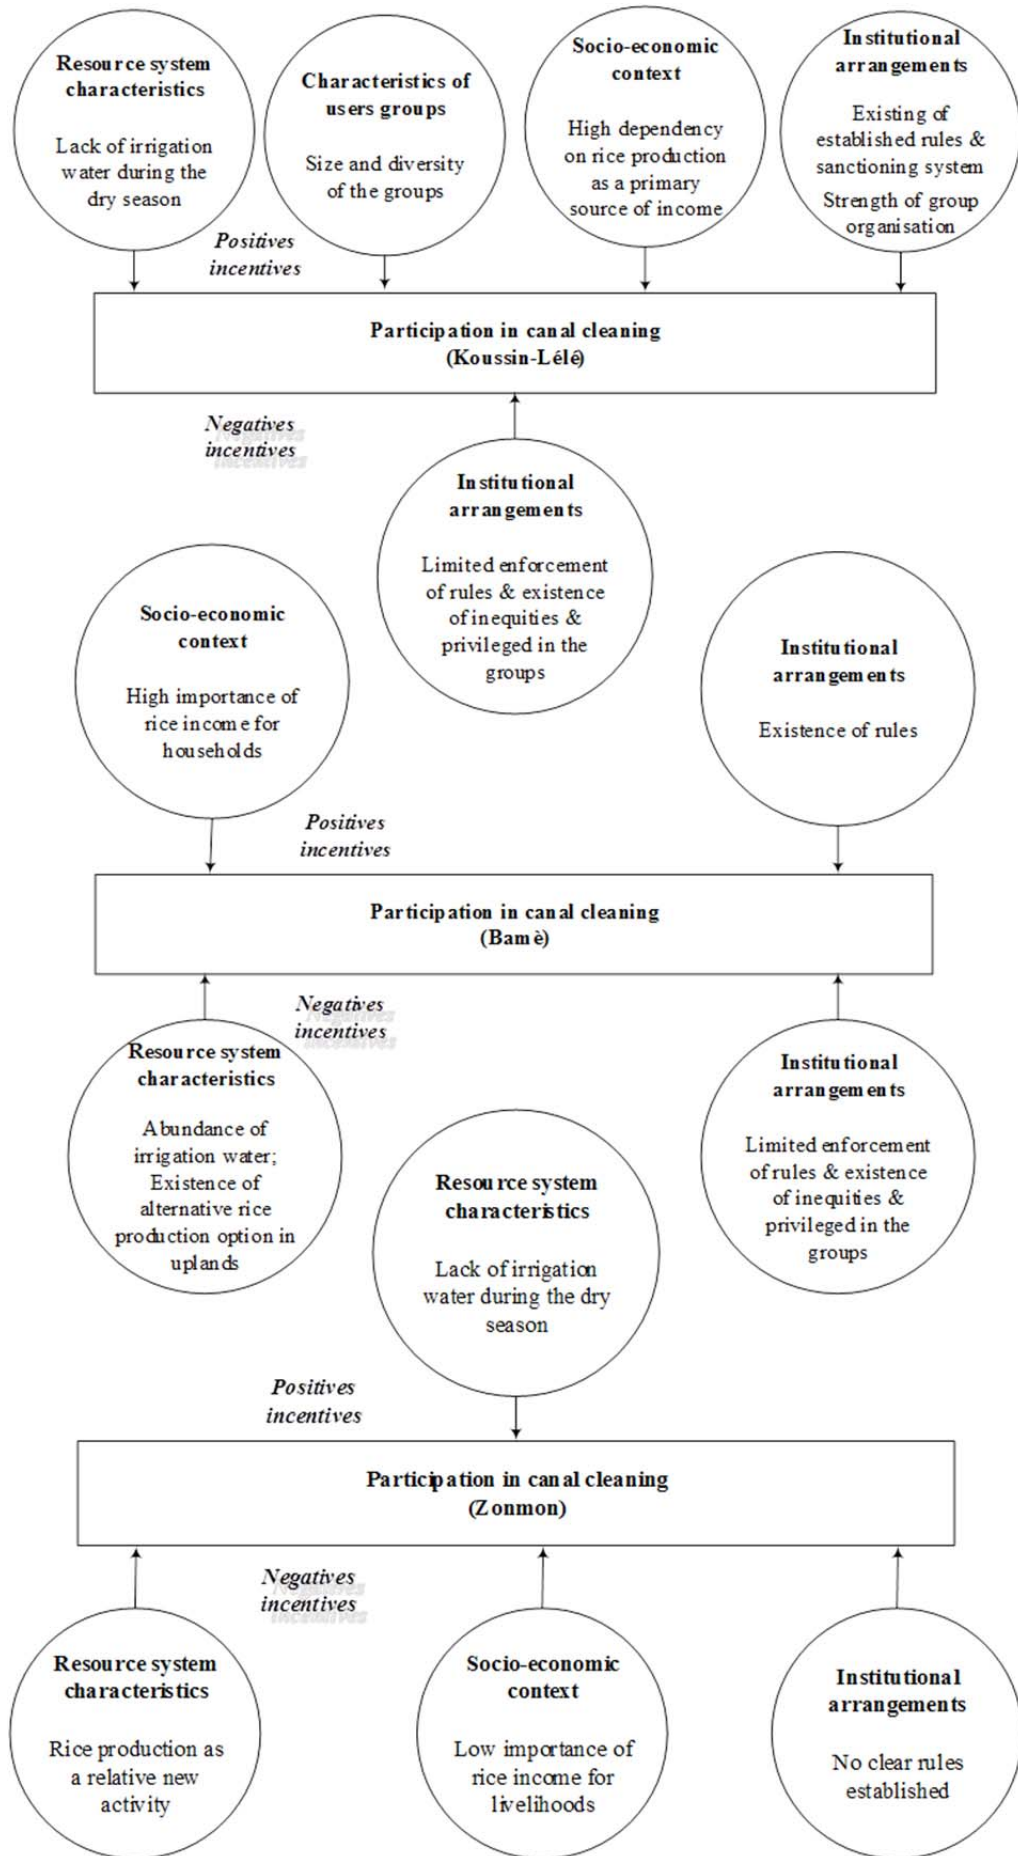 Resource system
characteristics
Lack of irrigation
water during the
dry season
Characteristics of
users groups
Size and diversity
of the groups
Socio-economic
context
High dependency
on rice production
as a primary
source of income
Institutional
arrangements
Existing of
established rules &
sanctioning system
Strength of group
organisation
Positives
incentives
Participation in canal cleaning
(Koussin-Lélé)
Negatives
incentives
Institutional
arrangements
Limited enforcement
of rules & existence
of inequities &
privileged in the
groups
Socio-economic
context
High importance of
rice income for
households
Institutional
arrangements
Existence of rules
Positives
incentives
Participation in canal cleaning
(Bamè)
Negatives
incentives
Resource system
characteristics
Abundance of
irrigation water;
Existence of
alternative rice
production option in
uplands
Institutional
arrangements
Limited enforcement
of rules & existence
of inequities &
privileged in the
groups
Resource system
characteristics
Lack of irrigation
water during the dry
season
Positives
incentives
Participation in canal cleaning
(Zonmon)
Negatives
incentives
Resource system
characteristics
Rice production as
a relative new
activity
Socio-economic
context
Low importance of
rice income for
livelihoods
Institutional
arrangements
No clear rules
established